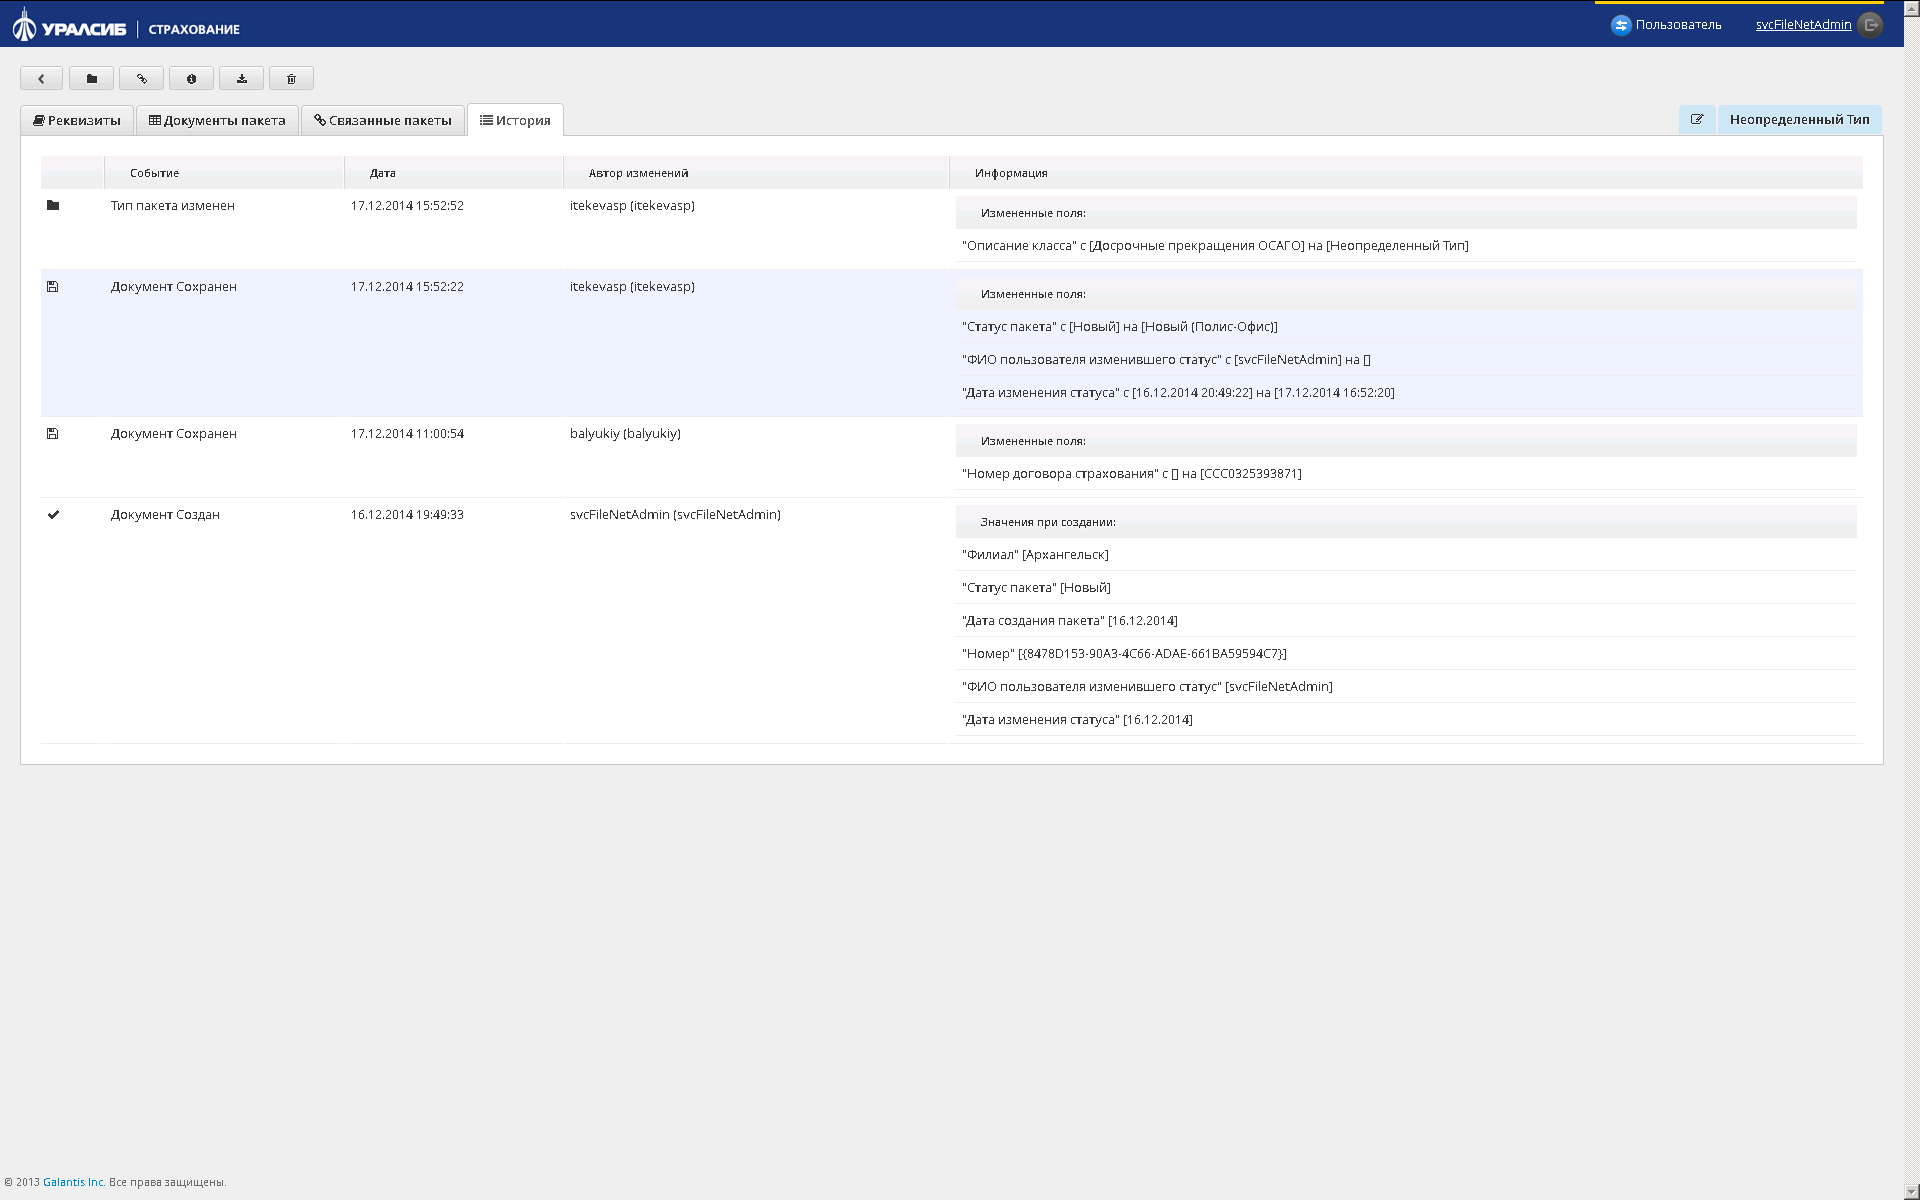 УРАЛСИБ | СТРАХОВАНИЕ
Пользователь svcFileNetAdmin
Реквизиты Документы пакета Связанные пакеты История Неопределенный Тип
Событие Дата Автор изменений Информация
Тип пакета изменен 17.12.2014 15:52:52 itekevasp (itekevasp)
Измененные поля:
"Описание класса" с [Досрочные прекращения ОСАГО] на [Неопределенный Тип]
Документ Сохранен 17.12.2014 15:52:22 itekevasp (itekevasp)
Измененные поля:
"Статус пакета" с [Новый] на [Новый (Полис-Офис)]
"ФИО пользователя изменившего статус" с [svcFileNetAdmin] на []
"Дата изменения статуса" с [16.12.2014 20:49:22] на [17.12.2014 16:52:20]
Документ Сохранен 17.12.2014 11:00:54 balyukiy (balyukiy)
Измененные поля:
"Номер договора страхования" с [] на [ССС0325393871]
Документ Создан 16.12.2014 19:49:33 svcFileNetAdmin (svcFileNetAdmin)
Значения при создании:
"Филиал" [Архангельск]
"Статус пакета" [Новый]
"Дата создания пакета" [16.12.2014]
"Номер" [{8478D153-90A3-4C66-ADAE-661BA59594C7}]
"ФИО пользователя изменившего статус" [svcFileNetAdmin]
"Дата изменения статуса" [16.12.2014]
© 2013 Galantis Inc. Все права защищены.